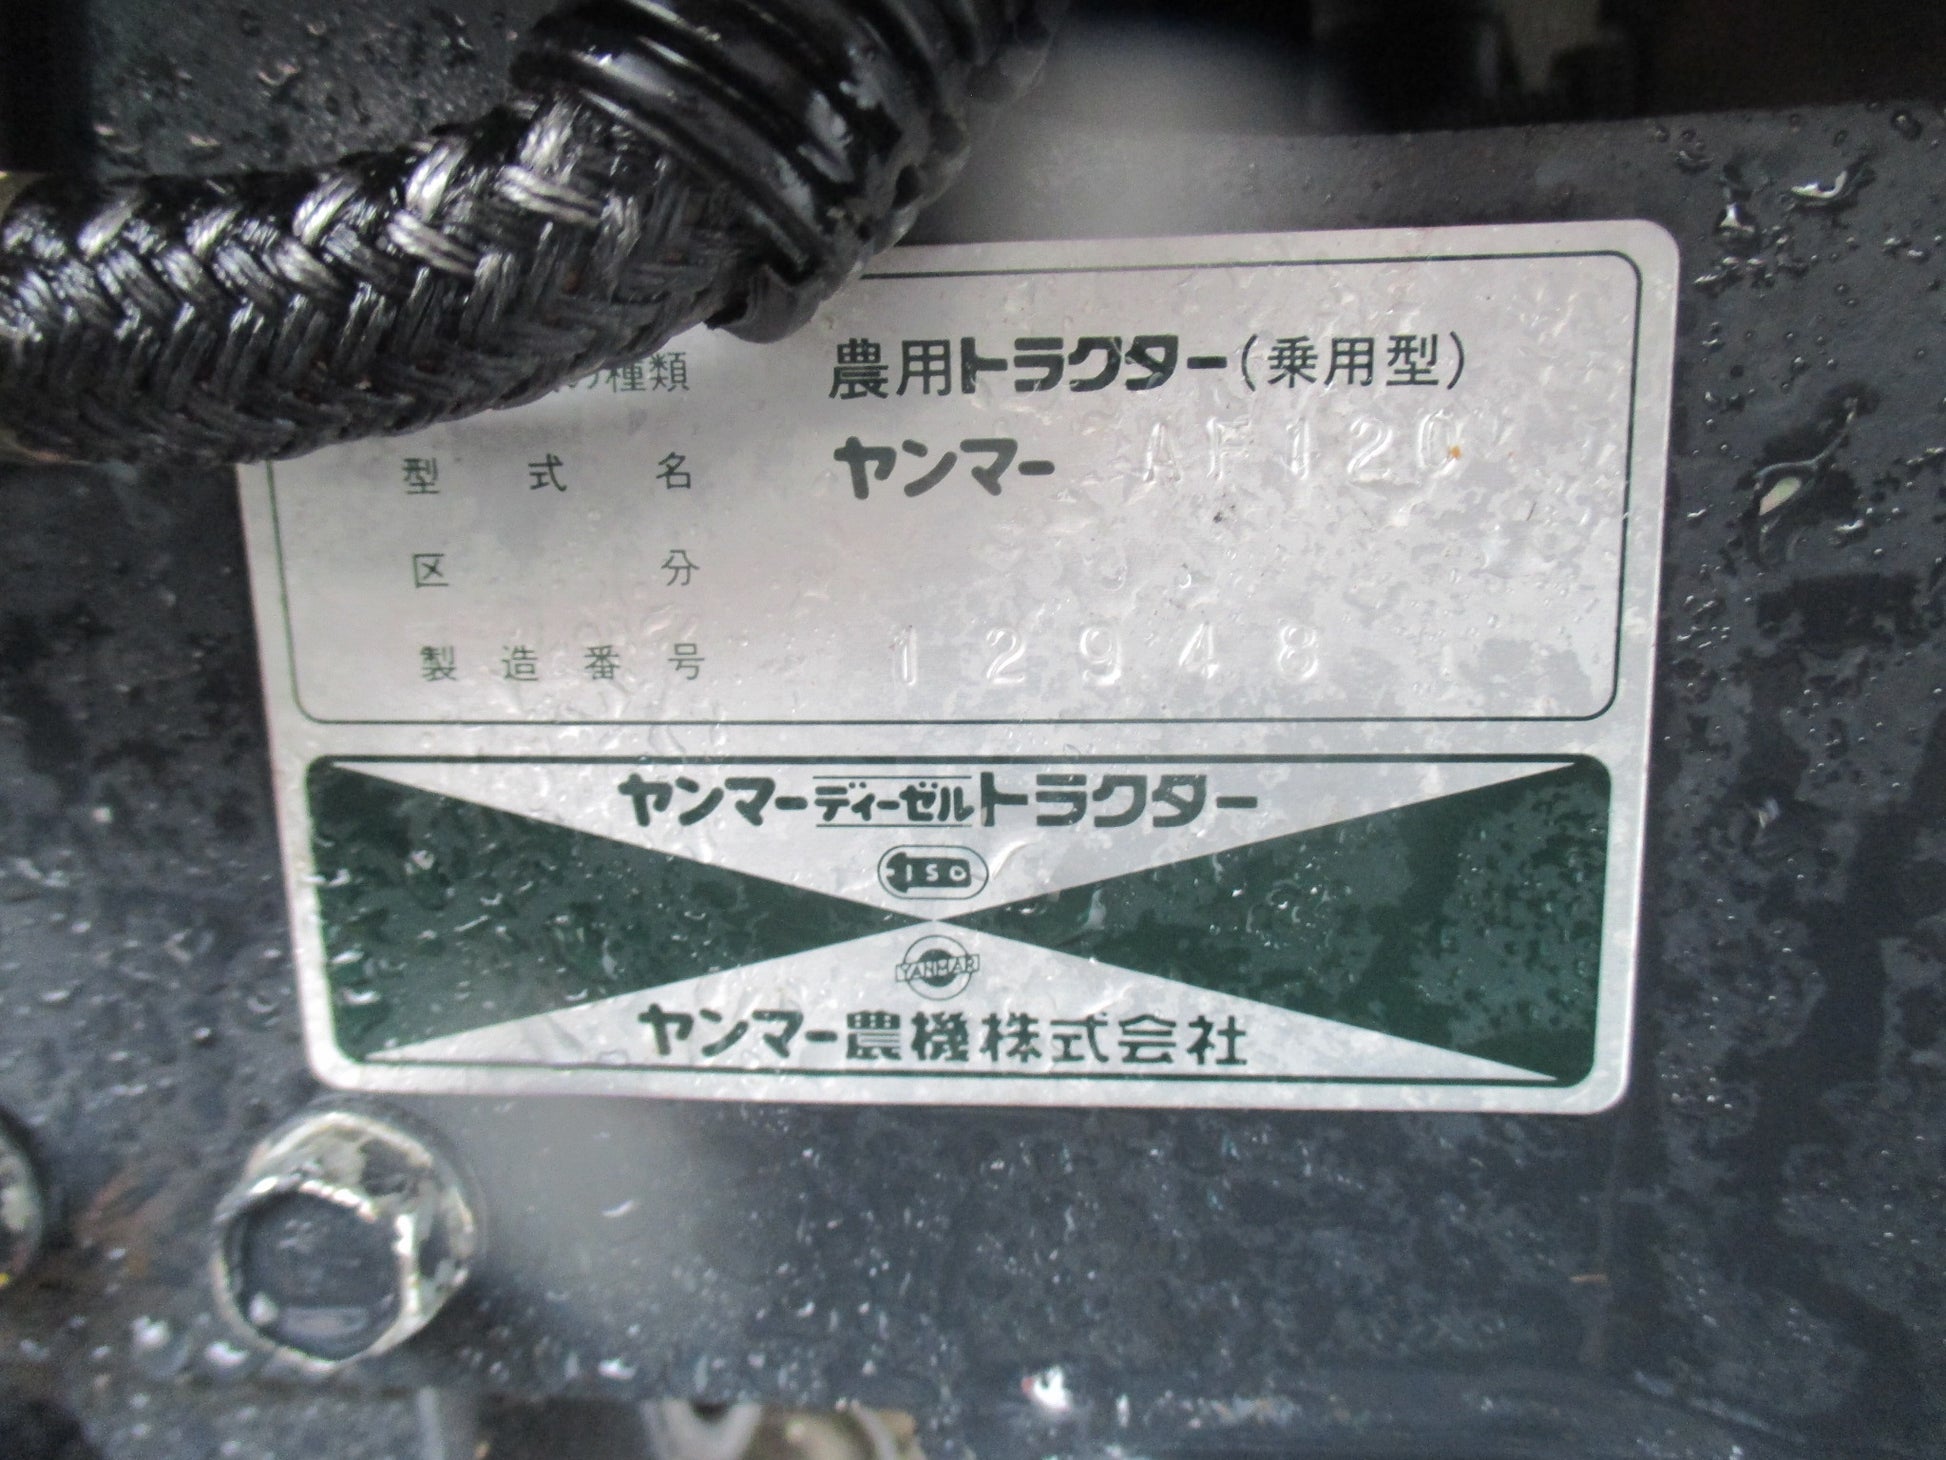 種類 農用トラクター(乗用型)
型式名 ヤンマー AF120
区分
製造番号 12948
ヤンマーディーゼルトラクター
ISO
YANMAR
ヤンマー農機株式会社